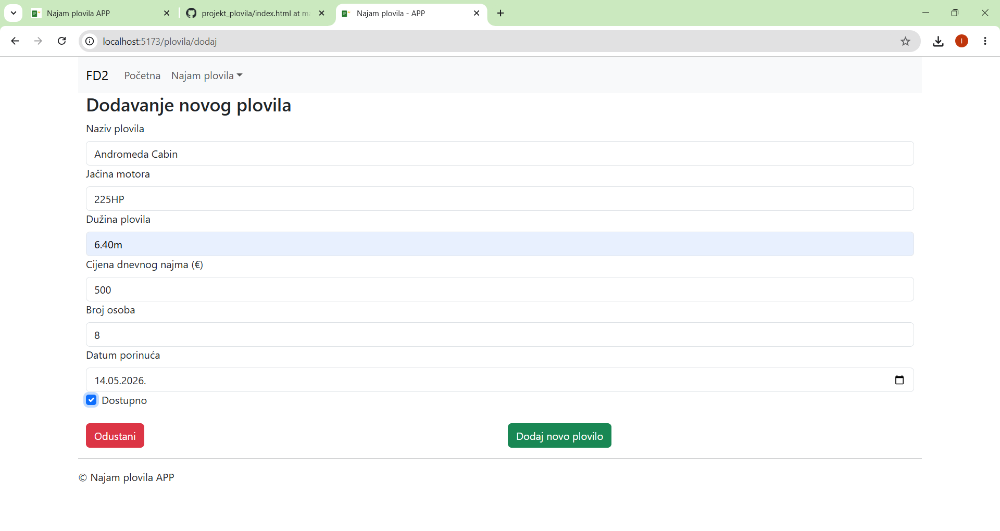 Najam plovila APP
projekt_plovila/index.html at ma
Najam plovila - APP
localhost:5173/plovila/dodaj
I
FD2
Početna
Najam plovila
Dodavanje novog plovila
Naziv plovila
Andromeda Cabin
Jačina motora
225HP
Dužina plovila
6.40m
Cijena dnevnog najma (€)
500
Broj osoba
8
Datum porinuća
14.05.2026.
Dostupno
Odustani
Dodaj novo plovilo
© Najam plovila APP